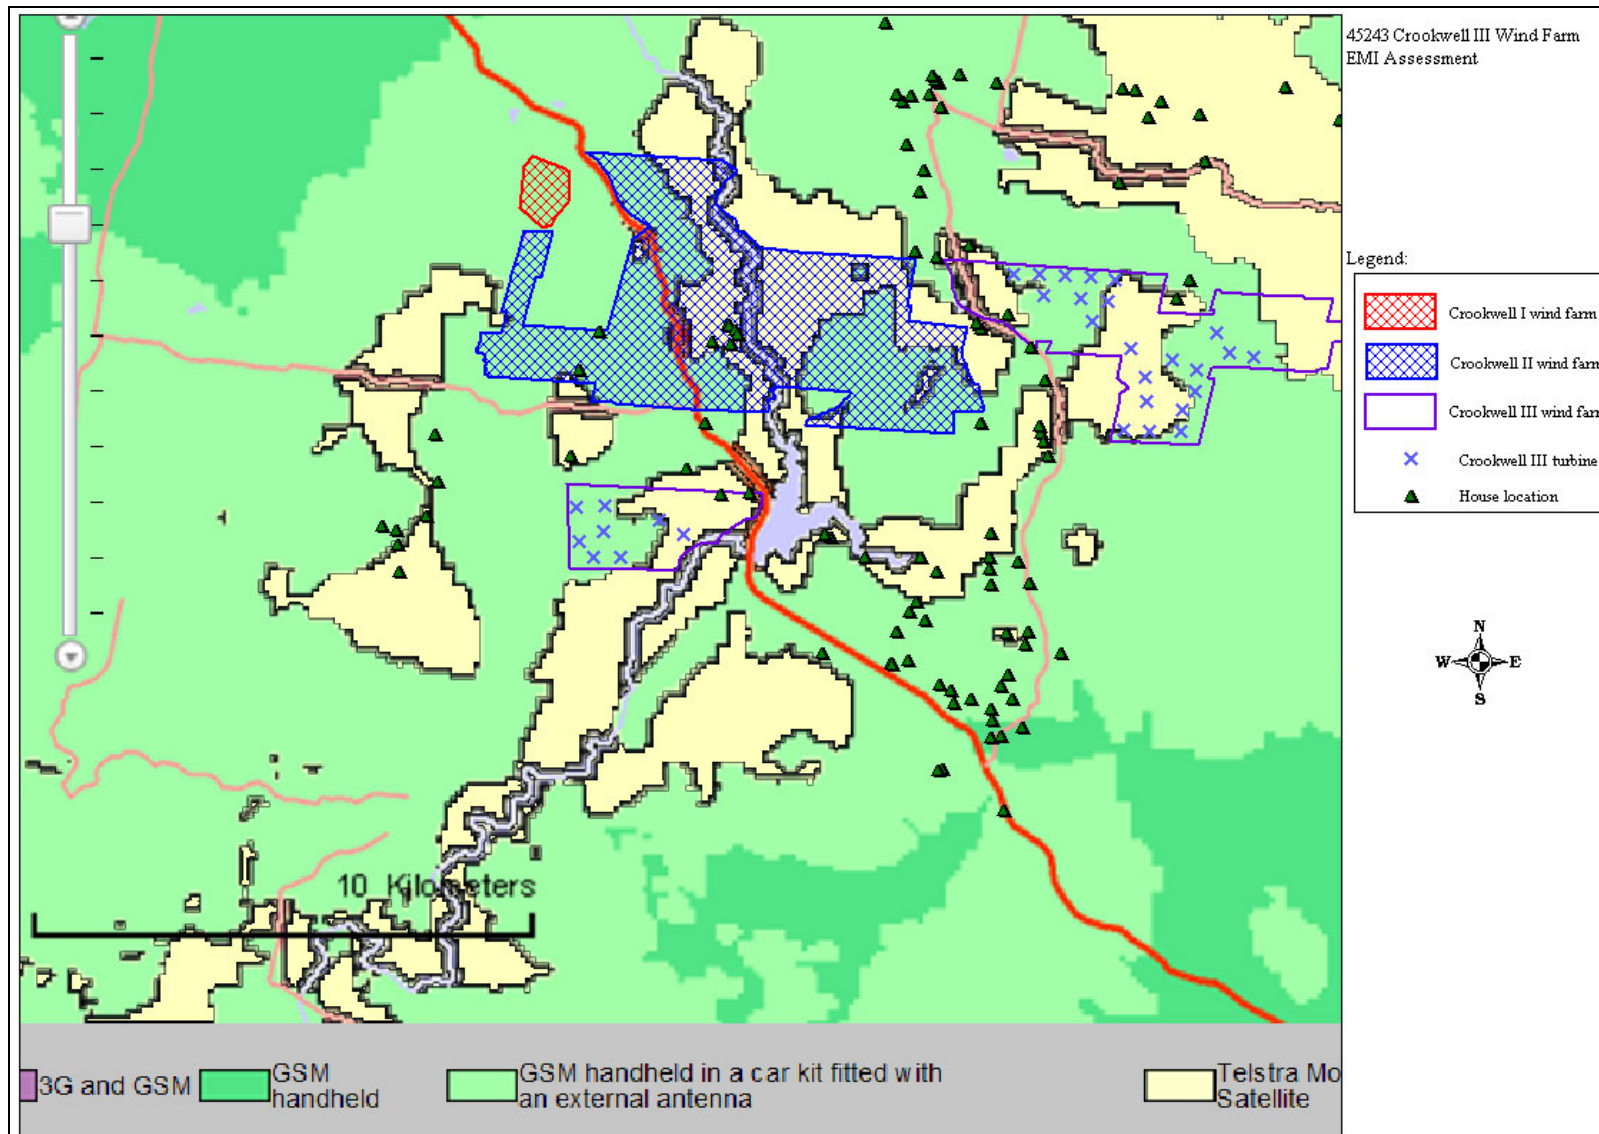 45243 Crookwell III Wind Farm
EMI Assessment
Legend:
Crookwell I wind farm
Crookwell II wind farm
Crookwell III wind farm
Crookwell III turbine
House location
N
W E
S
10 Kilometers
3G and GSM
GSM
handheld
GSM handheld in a car kit fitted with
an external antenna
Telstra Mo
Satellite